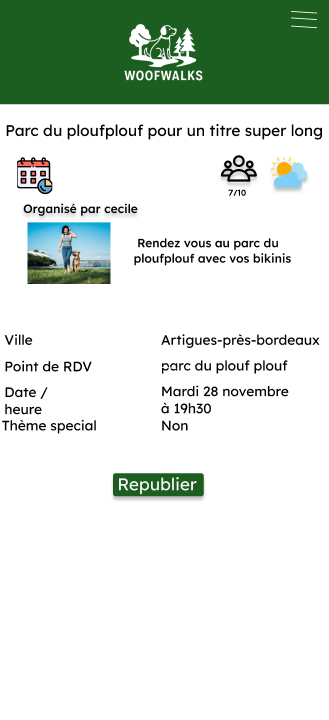 WOOFWALKS
Parc du ploufplouf pour un titre super long
7/10
Organisé par cecile
Rendez vous au parc du
ploufplouf avec vos bikinis
Ville Artigues-près-bordeaux
Point de RDV parc du plouf plouf
Date / Mardi 28 novembre
heure à 19h30
Thème special Non
Republier